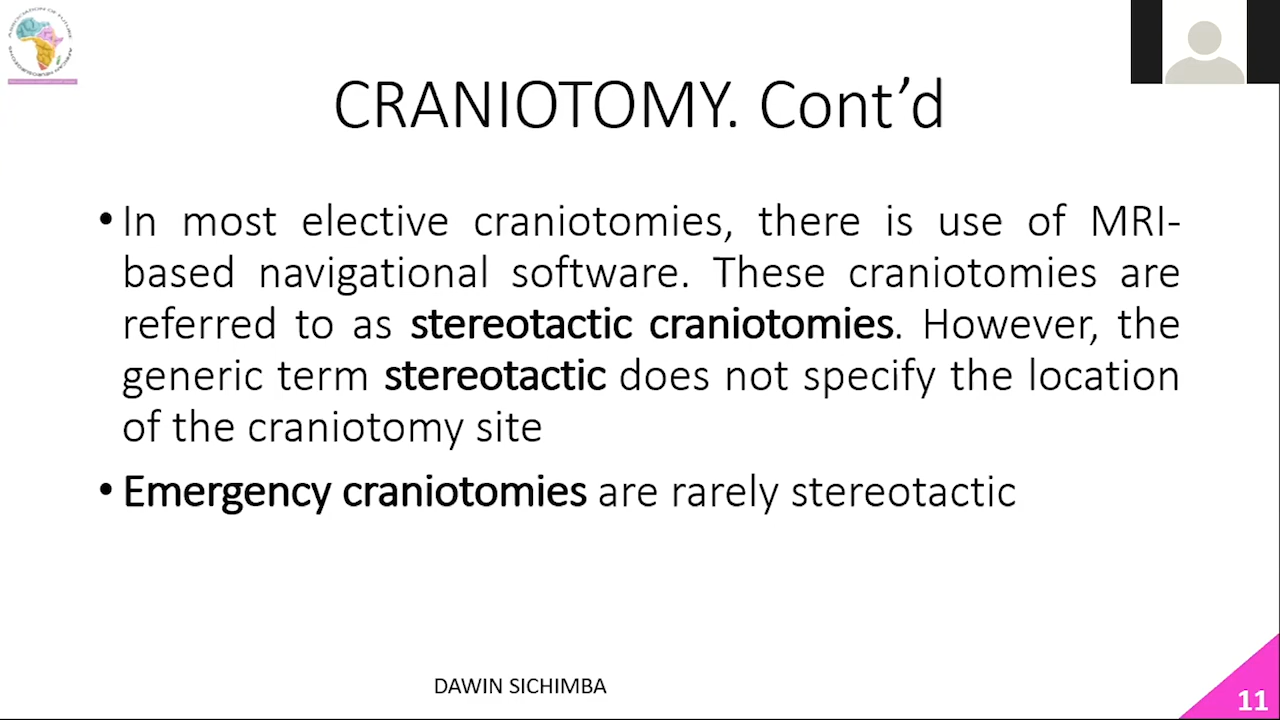 CRANIOTOMY. Cont’d
•In most elective craniotomies, there is use of MRI-
based navigational software. These craniotomies are
referred to as stereotactic craniotomies. However, the
generic term stereotactic does not specify the location
of the craniotomy site
•Emergency craniotomies are rarely stereotactic
DAWIN SICHIMBA
11